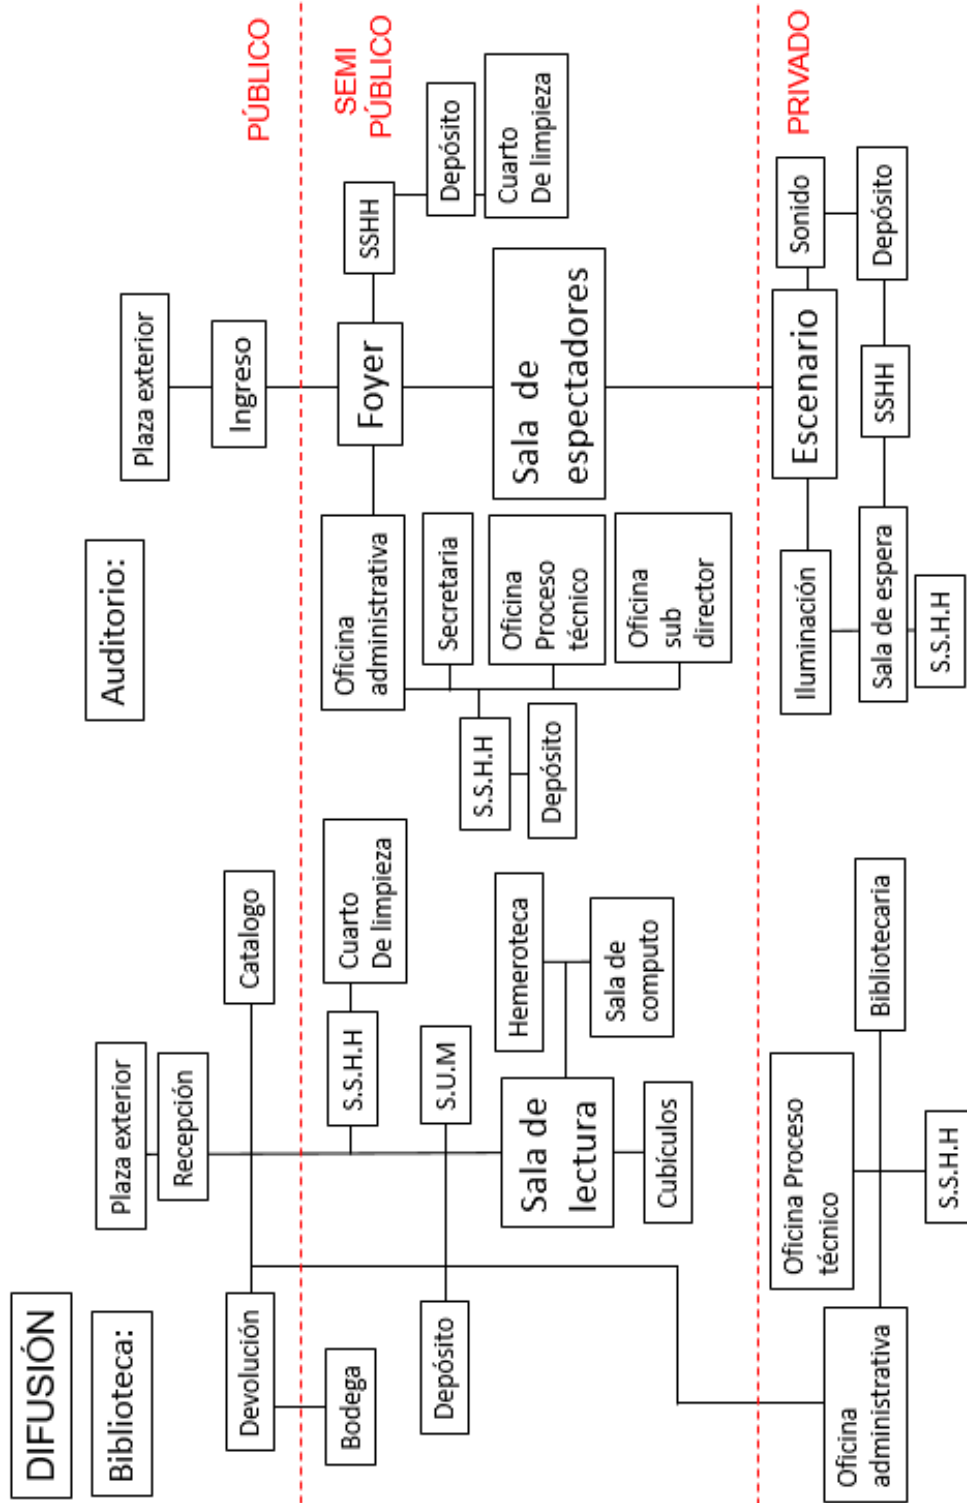 DIFUSIÓN
Biblioteca:
Auditorio:
PÚBLICO
Plaza exterior
Recepción
Devolución
Catalogo
Plaza exterior
Ingreso
SEMI
PÚBLICO
Bodega
S.S.H.H
Cuarto
De limpieza
Depósito
S.U.M
Sala de
lectura
Hemeroteca
Sala de
computo
Cubículos
Oficina
administrativa
Foyer
SSHH
Depósito
Cuarto
De limpieza
Secretaria
S.S.H.H
Depósito
Oficina
Proceso
técnico
Oficina
sub
director
Sala de
espectadores
PRIVADO
Oficina Proceso
técnico
Oficina
administrativa
Bibliotecaria
S.S.H.H
Iluminación
Escenario
Sonido
Sala de espera
SSHH
Depósito
S.S.H.H